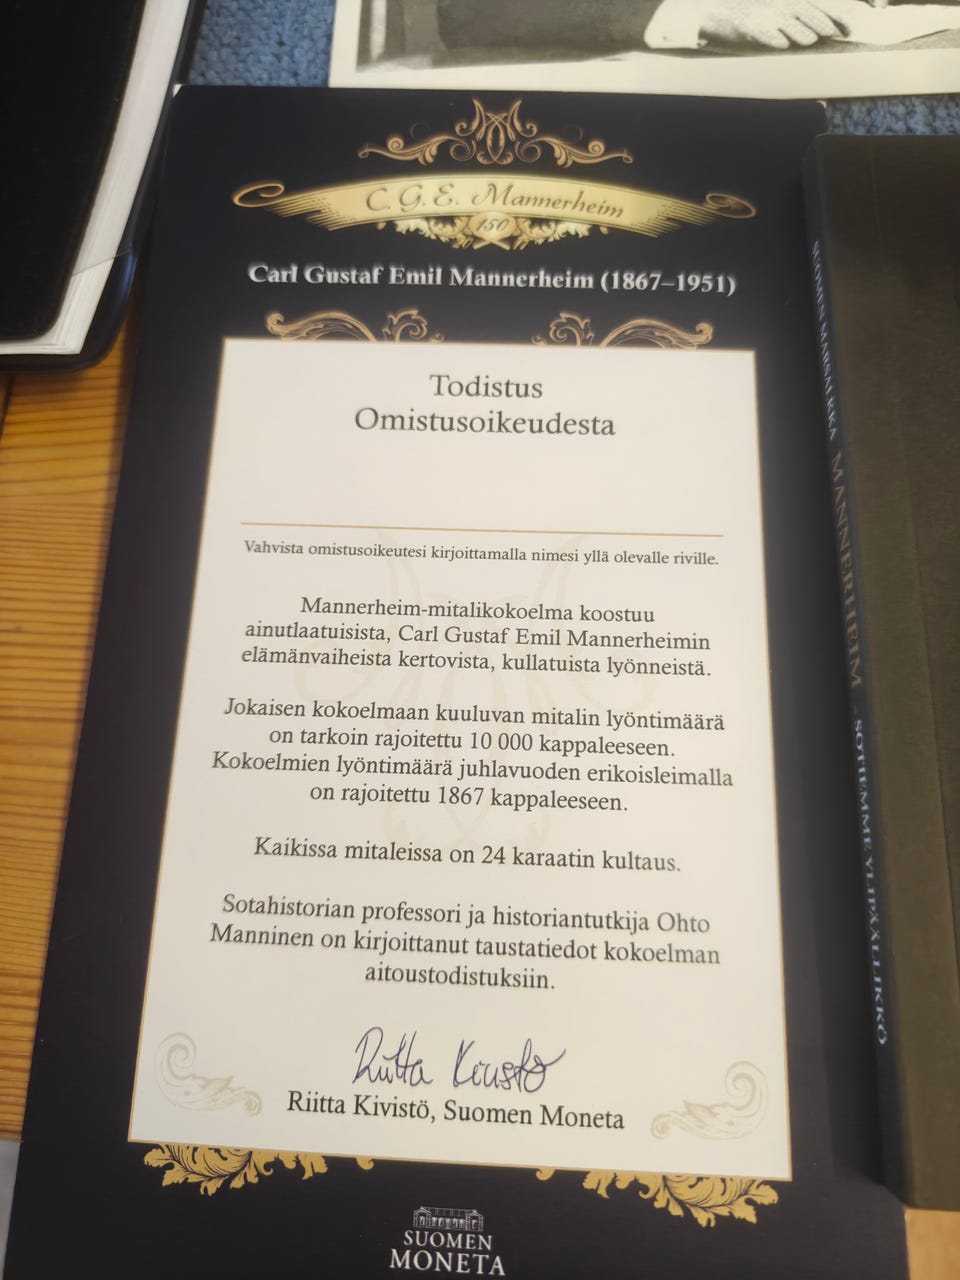 C. G. E. Mannerheim
150
20 17
Carl Gustaf Emil Mannerheim (1867–1951)
Todistus
Omistusoikeudesta
Vahvista omistusoikeutesi kirjoittamalla nimesi yllä olevalle riville.
Mannerheim-mitalikokoelma koostuu
ainutlaatuisista, Carl Gustaf Emil Mannerheimin
elämänvaiheista kertovista, kullatuista lyönneistä.
Jokaisen kokoelmaan kuuluvan mitalin lyöntimäärä
on tarkoin rajoitettu 10 000 kappaleeseen.
Kokoelmien lyöntimäärä juhlavuoden erikoisleimalla
on rajoitettu 1867 kappaleeseen.
Kaikissa mitaleissa on 24 karaatin kultaus.
Sotahistorian professori ja historiantutkija Ohto
Manninen on kirjoittanut taustatiedot kokoelman
aitoustodistuksiin.
Riitta Kivistö
Riitta Kivistö, Suomen Moneta
SUOMEN
MONETA
SUOMEN MARSALKKA MANNERHEIM - SOTIEMME YLIPÄÄLLIKKÖ